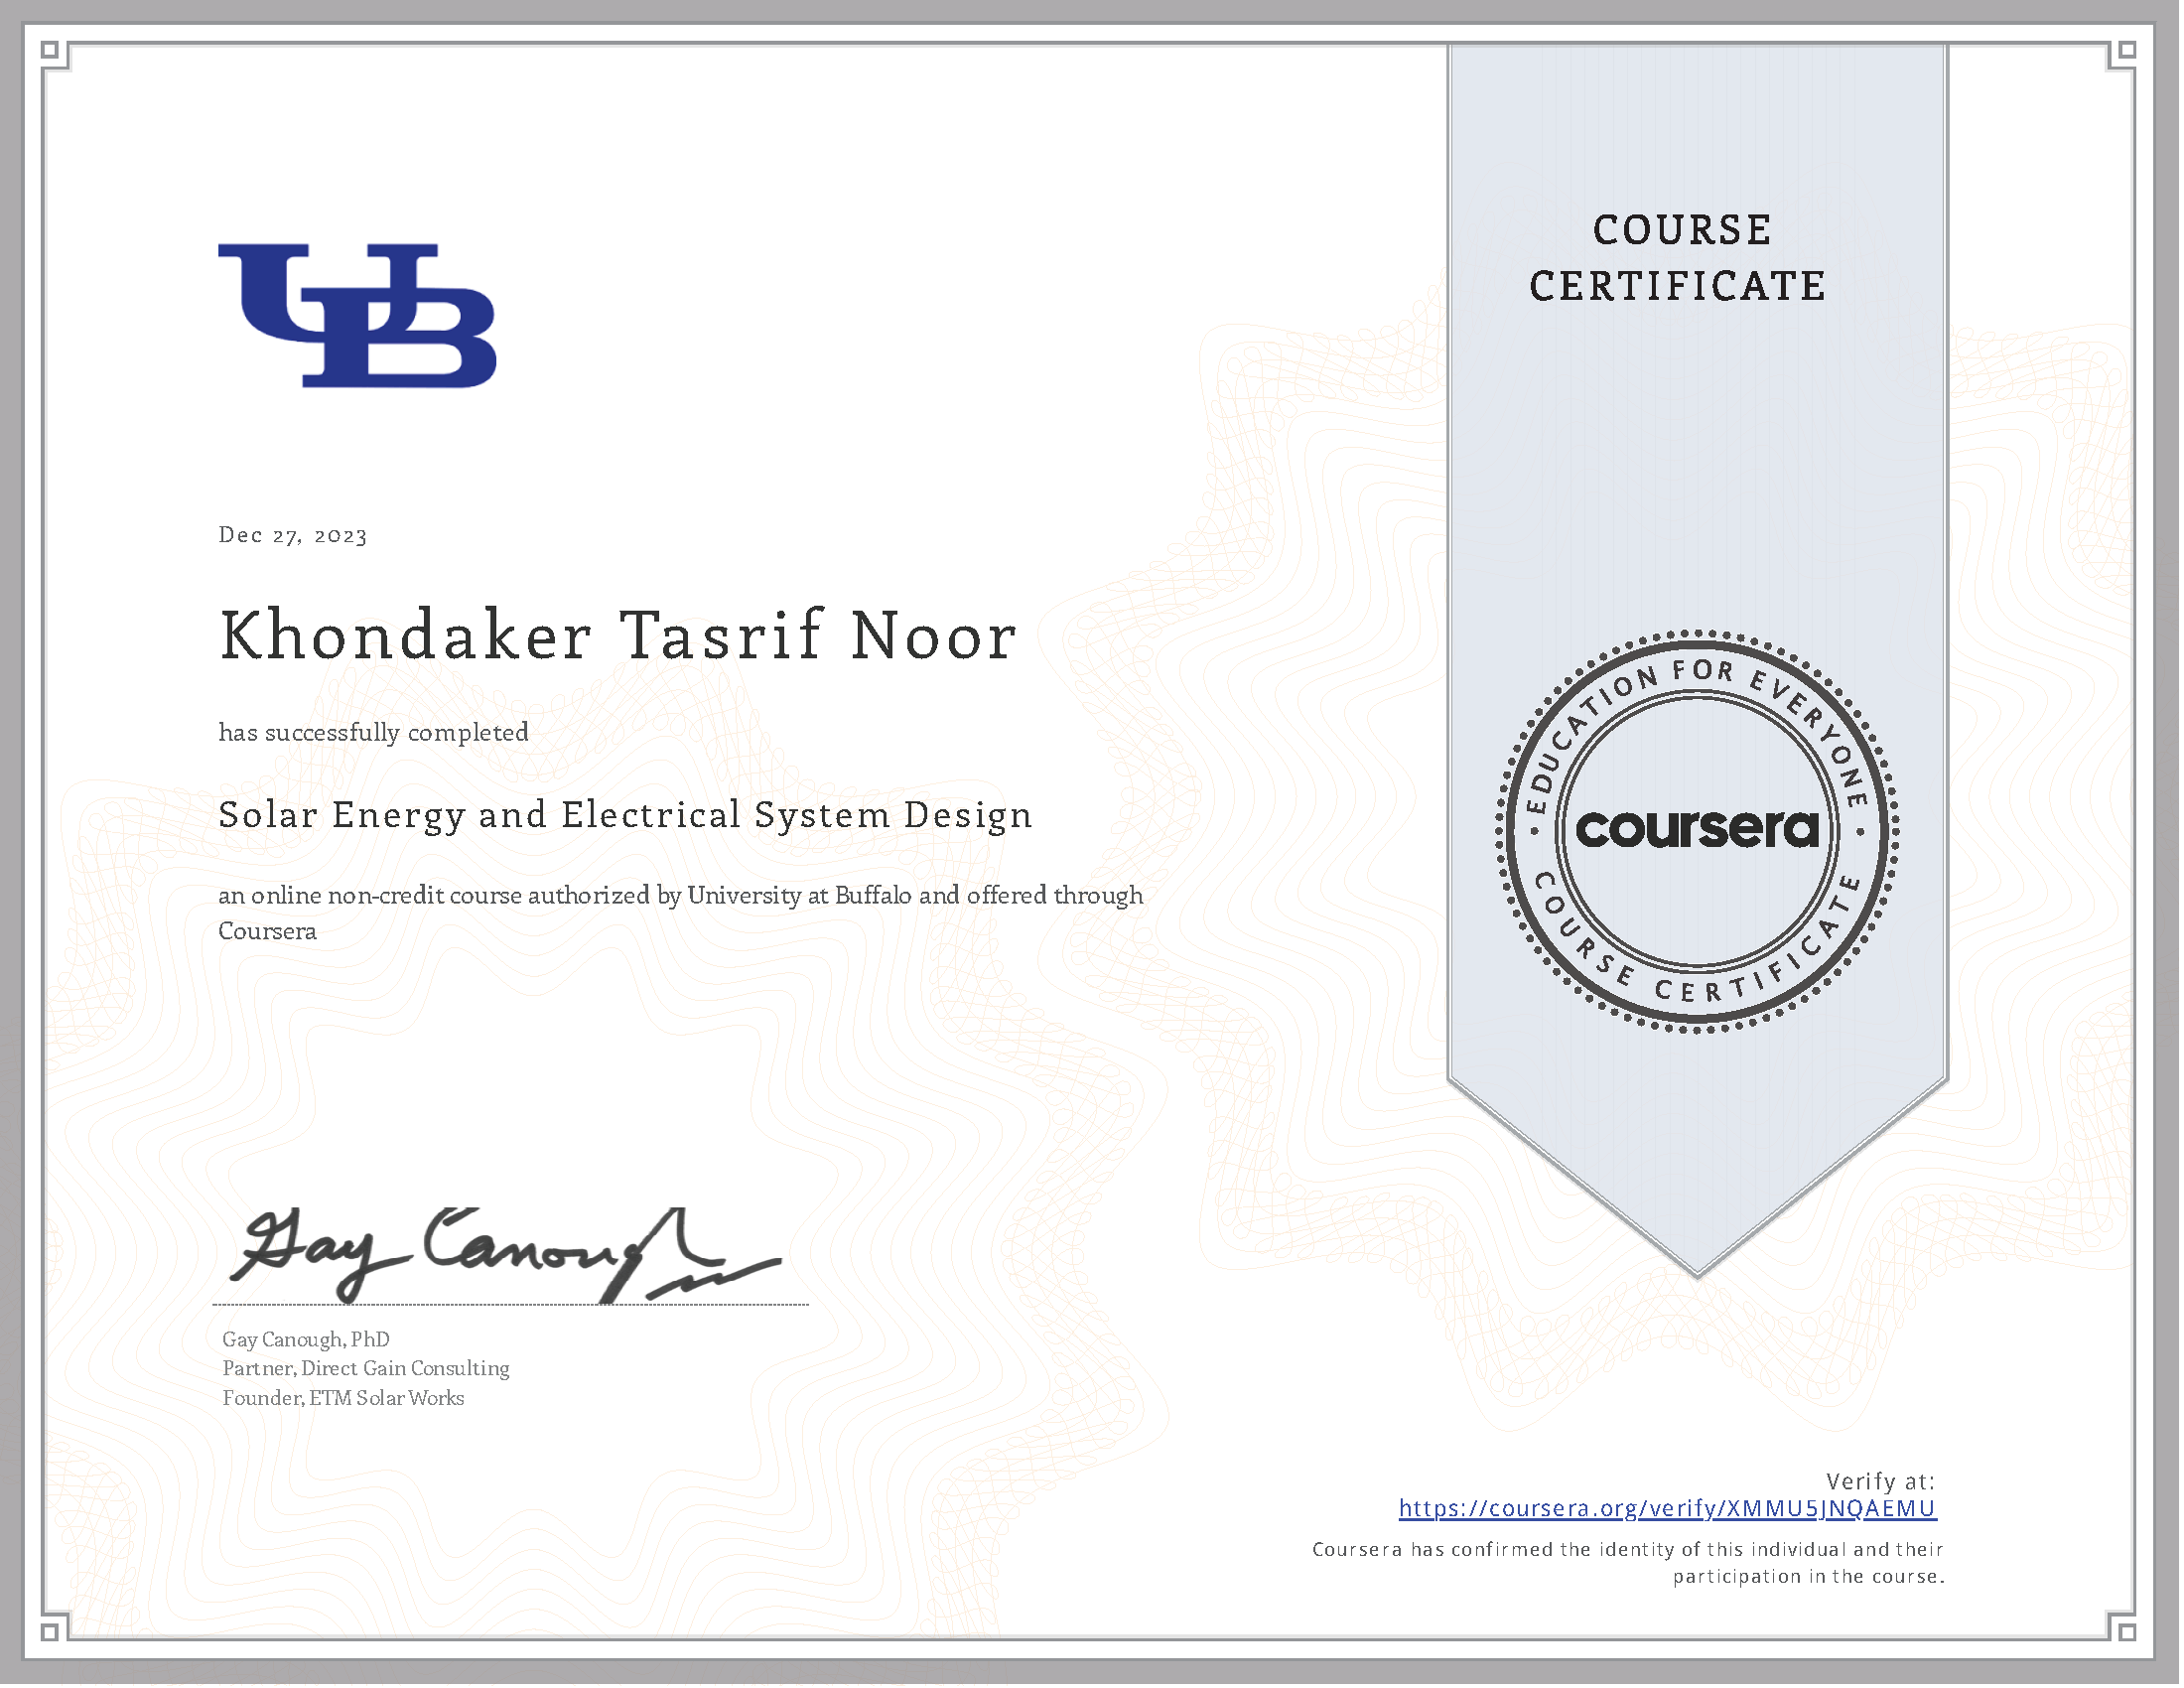 UB
COURSE
CERTIFICATE
Dec 27, 2023
Khondaker Tasrif Noor
has successfully completed
Solar Energy and Electrical System Design
an online non-credit course authorized by University at Buffalo and offered through
Coursera
EDUCATION FOR EVERYONE
coursera
COURSE CERTIFICATE
Gay Canough
Gay Canough, PhD
Partner, Direct Gain Consulting
Founder, ETM Solar Works
Verify at:
https://coursera.org/verify/XMMU5JNQAEMU
Coursera has confirmed the identity of this individual and their
participation in the course.